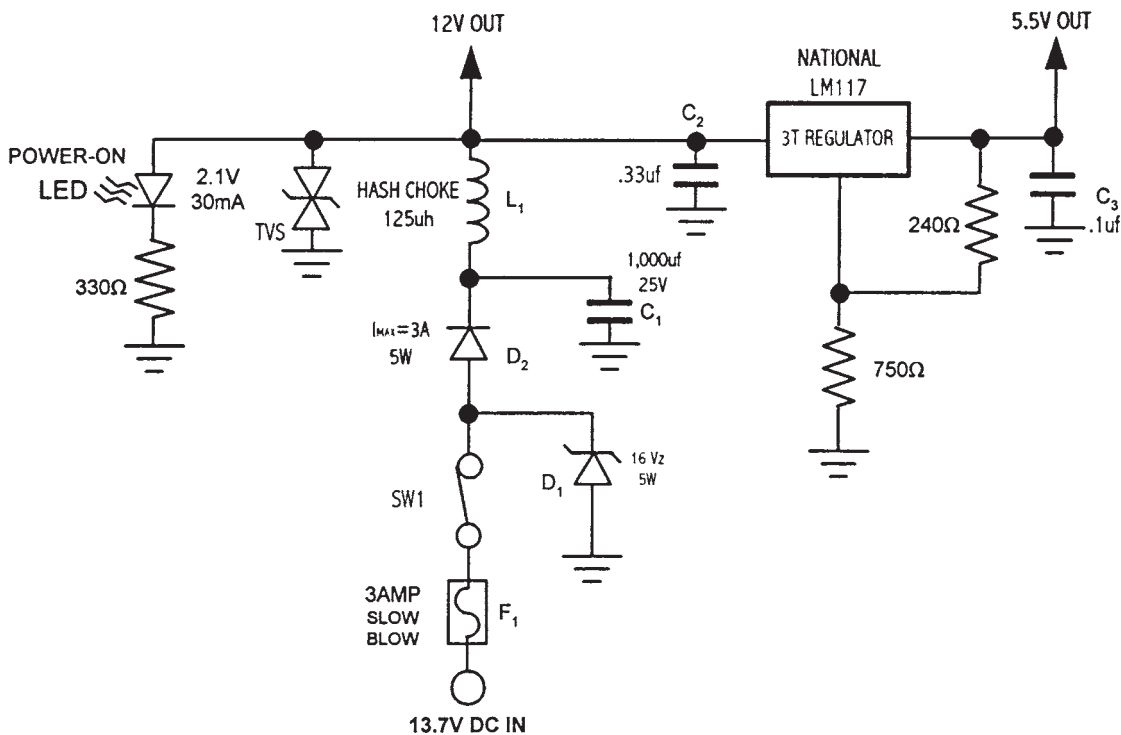 12V OUT
5.5V OUT
NATIONAL
LM117
C2
3T REGULATOR
POWER-ON
LED
2.1V
30mA
TVS
HASH CHOKE
125uh
L1
.33uf
240Ω
C3
.1uf
330Ω
1,000uf
25V
C1
IMAX=3A
5W
D2
750Ω
16 Vz
5W
D1
SW1
3AMP
SLOW
BLOW
F1
13.7V DC IN